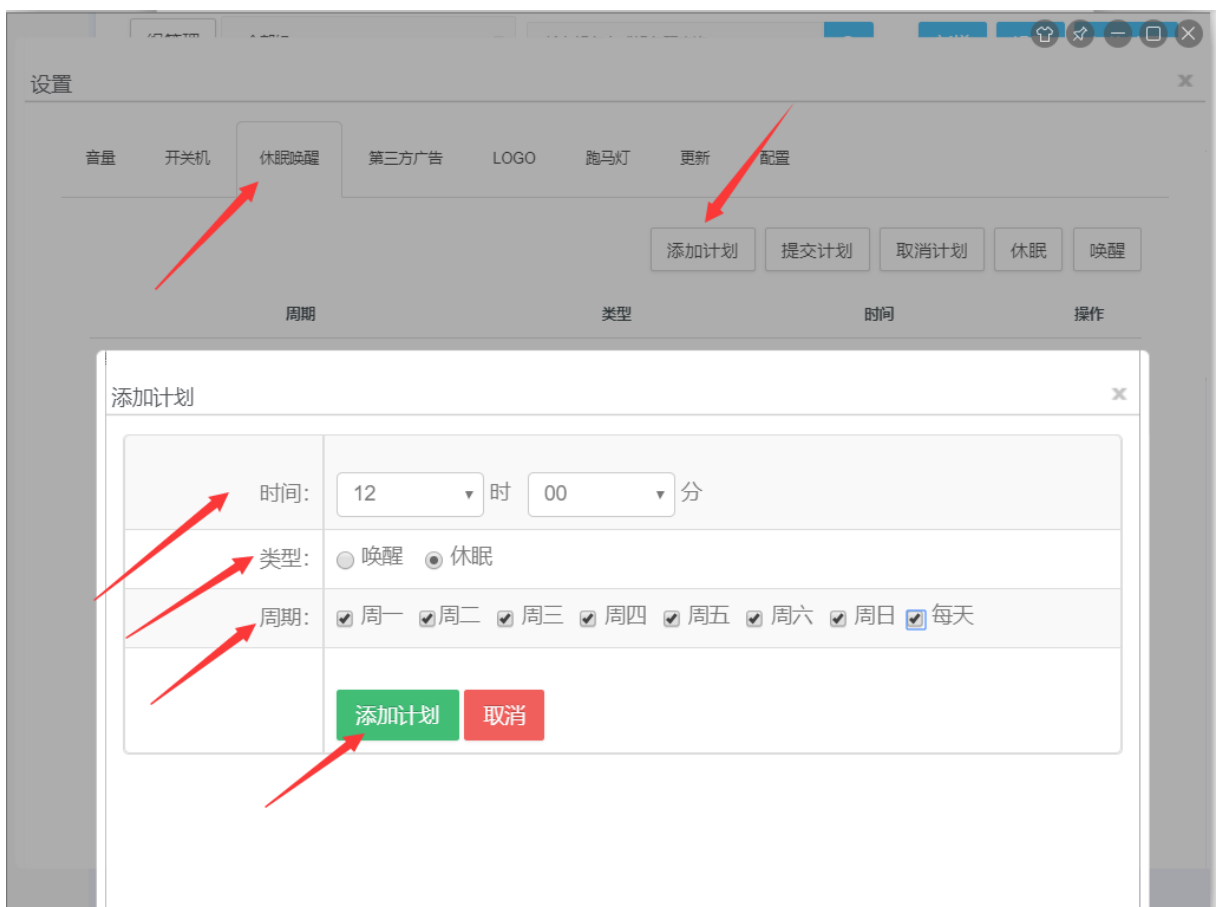 设置
音量 开关机 休眠唤醒 第三方广告 LOGO 跑马灯 更新 配置
添加计划 提交计划 取消计划 休眠 唤醒
周期 类型 时间 操作
添加计划
时间: 12 时 00 分
类型: 唤醒 休眠
周期: 周一 周二 周三 周四 周五 周六 周日 每天
添加计划 取消